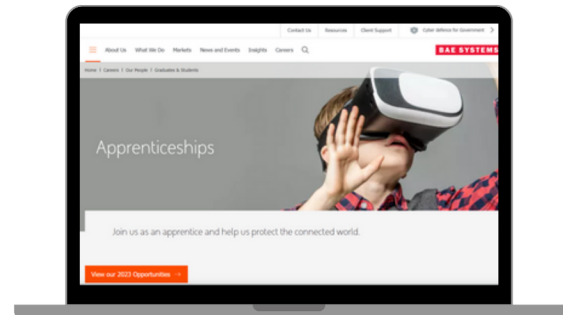 Contact Us Resources Client Support Cyber defence for Government
About Us What We Do Markets News and Events Insights Careers
BAE SYSTEMS
Home | Careers | Our People | Graduates & Students
Apprenticeships
Join us as an apprentice and help us protect the connected world.
View our 2023 Opportunities →